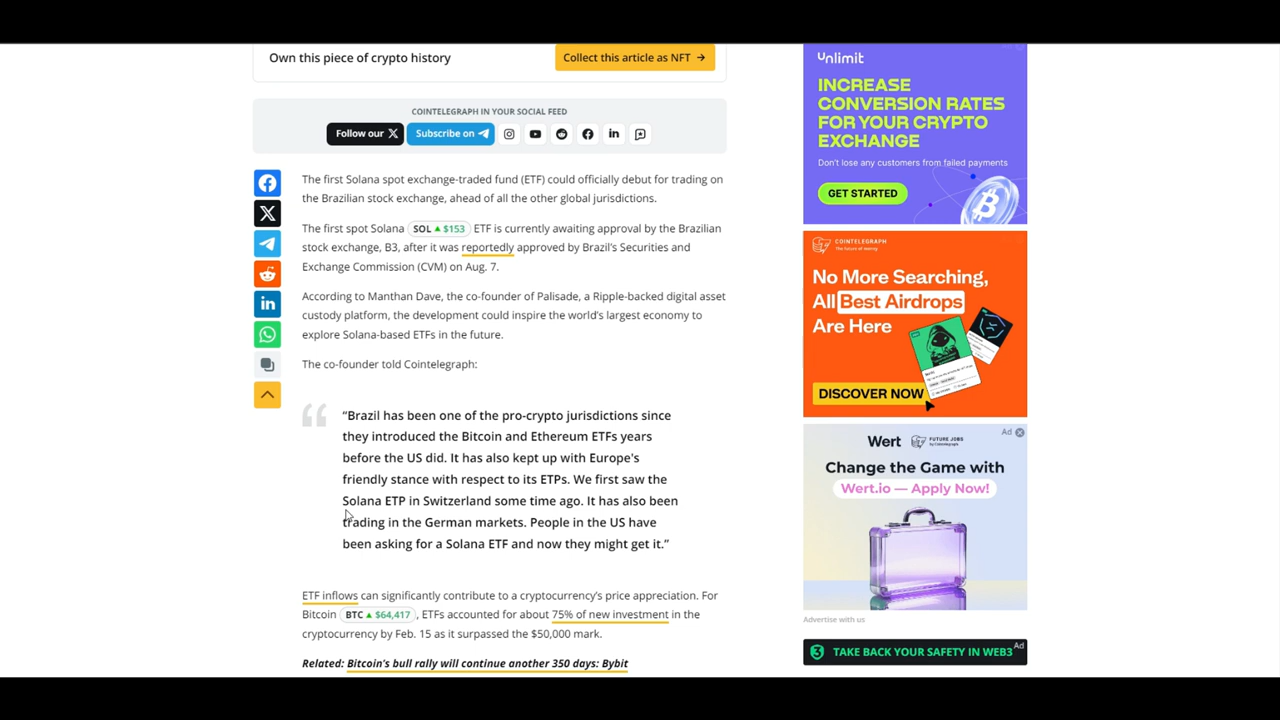 Own this piece of crypto history
Collect this article as NFT →
COINTELEGRAPH IN YOUR SOCIAL FEED
Follow our X
Subscribe on
The first Solana spot exchange-traded fund (ETF) could officially debut for trading on
the Brazilian stock exchange, ahead of all the other global jurisdictions.
The first spot Solana SOL ▲ $153 ETF is currently awaiting approval by the Brazilian
stock exchange, B3, after it was reportedly approved by Brazil’s Securities and
Exchange Commission (CVM) on Aug. 7.
According to Manthan Dave, the co-founder of Palisade, a Ripple-backed digital asset
custody platform, the development could inspire the world’s largest economy to
explore Solana-based ETFs in the future.
The co-founder told Cointelegraph:
“Brazil has been one of the pro-crypto jurisdictions since
they introduced the Bitcoin and Ethereum ETFs years
before the US did. It has also kept up with Europe's
friendly stance with respect to its ETPs. We first saw the
Solana ETP in Switzerland some time ago. It has also been
trading in the German markets. People in the US have
been asking for a Solana ETF and now they might get it.”
ETF inflows can significantly contribute to a cryptocurrency’s price appreciation. For
Bitcoin BTC ▲ $64,417 , ETFs accounted for about 75% of new investment in the
cryptocurrency by Feb. 15 as it surpassed the $50,000 mark.
Related: Bitcoin’s bull rally will continue another 350 days: Bybit
unlimit
INCREASE
CONVERSION RATES
FOR YOUR CRYPTO
EXCHANGE
Don't lose any customers from failed payments
GET STARTED
COINTELEGRAPH
The future of money
No More Searching,
All Best Airdrops
Are Here
DISCOVER NOW
Ad
Wert
FUTURE JOBS
by Cointelegraph
Change the Game with
Wert.io — Apply Now!
Advertise with us
TAKE BACK YOUR SAFETY IN WEB3
Ad